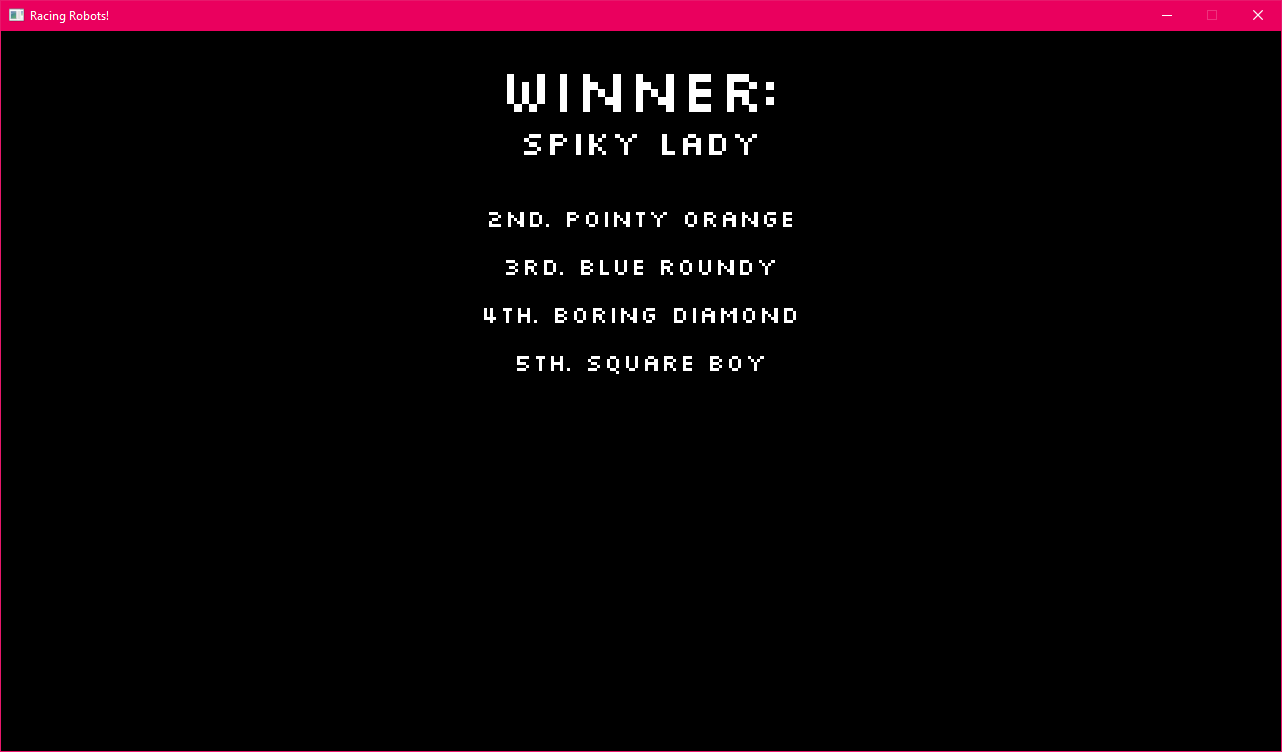 Racing Robots!
WINNER:
SPIKY LADY
2ND. POINTY ORANGE
3RD. BLUE ROUNDY
4TH. BORING DIAMOND
5TH. SQUARE BOY